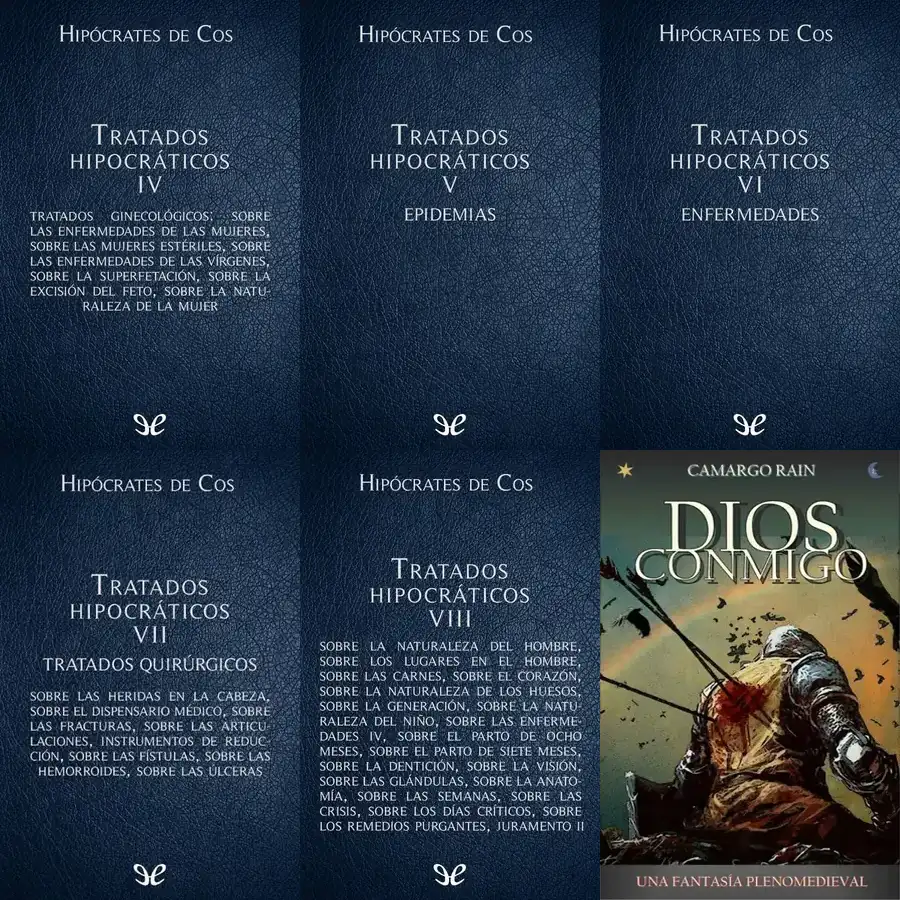 HIPÓCRATES DE COS
TRATADOS
HIPOCRÁTICOS
IV
TRATADOS GINECOLÓGICOS: SOBRE
LAS ENFERMEDADES DE LAS MUJERES,
SOBRE LAS MUJERES ESTÉRILES, SOBRE
LAS ENFERMEDADES DE LAS VÍRGENES,
SOBRE LA SUPERFETACIÓN, SOBRE LA
EXCISIÓN DEL FETO, SOBRE LA NATU-
RALEZA DE LA MUJER
HIPÓCRATES DE COS
TRATADOS
HIPOCRÁTICOS
V
EPIDEMIAS
HIPÓCRATES DE COS
TRATADOS
HIPOCRÁTICOS
VI
ENFERMEDADES
HIPÓCRATES DE COS
TRATADOS
HIPOCRÁTICOS
VII
TRATADOS QUIRÚRGICOS
SOBRE LAS HERIDAS EN LA CABEZA,
SOBRE EL DISPENSARIO MÉDICO, SOBRE
LAS FRACTURAS, SOBRE LAS ARTICU-
LACIONES, INSTRUMENTOS DE REDUC-
CIÓN, SOBRE LAS FÍSTULAS, SOBRE LAS
HEMORROIDES, SOBRE LAS ÚLCERAS
HIPÓCRATES DE COS
TRATADOS
HIPOCRÁTICOS
VIII
SOBRE LA NATURALEZA DEL HOMBRE,
SOBRE LOS LUGARES EN EL HOMBRE,
SOBRE LAS CARNES, SOBRE EL CORAZÓN,
SOBRE LA NATURALEZA DE LOS HUESOS,
SOBRE LA GENERACIÓN, SOBRE LA NATU-
RALEZA DEL NIÑO, SOBRE LAS ENFERME-
DADES IV, SOBRE EL PARTO DE OCHO
MESES, SOBRE EL PARTO DE SIETE MESES,
SOBRE LA DENTICIÓN, SOBRE LA VISIÓN,
SOBRE LAS GLÁNDULAS, SOBRE LA ANATO-
MÍA, SOBRE LAS SEMANAS, SOBRE LAS
CRISIS, SOBRE LOS DÍAS CRÍTICOS, SOBRE
LOS REMEDIOS PURGANTES, JURAMENTO II
CAMARGO RAIN
DIOS
CONMIGO
UNA FANTASÍA PLENOMEDIEVAL